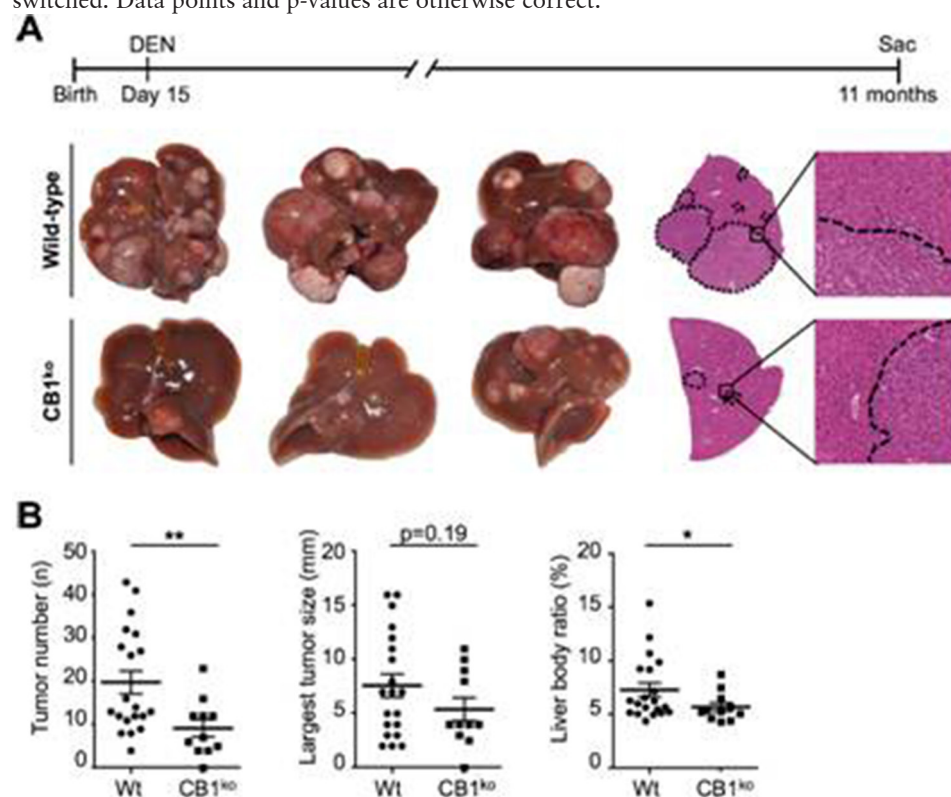 switched. Data points and p-values are otherwise correct.
A
DEN
Sac
Birth
Day 15
11 months
Wild-type
CB1ᵏᵒ
B
**
p=0.19
*
Tumor number (n)
50
40
30
20
10
0
Wt
CB1ᵏᵒ
Largest tumor size (mm)
20
15
10
5
0
Wt
CB1ᵏᵒ
Liver body ratio (%)
20
15
10
5
0
Wt
CB1ᵏᵒ